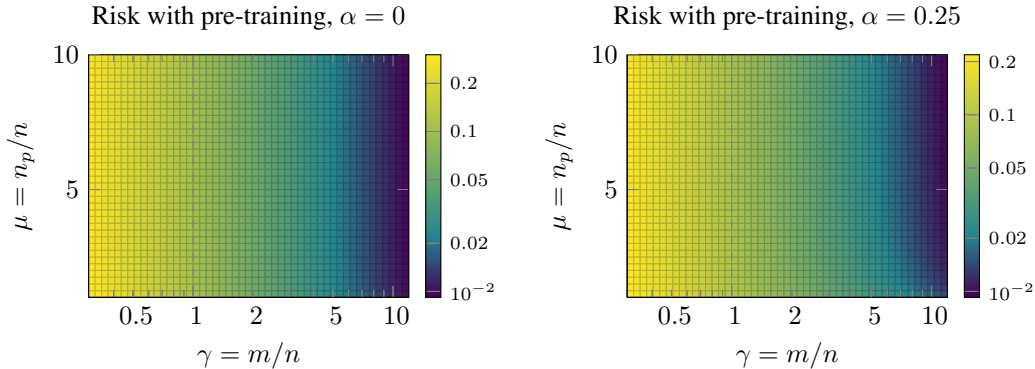 Risk with pre-training, α = 0
10
5
μ = n_p/n
0.5 1 2 5 10
γ = m/n
0.2
0.1
0.05
0.02
10^{-2}
Risk with pre-training, α = 0.25
10
5
μ = n_p/n
0.5 1 2 5 10
γ = m/n
0.2
0.1
0.05
0.02
10^{-2}